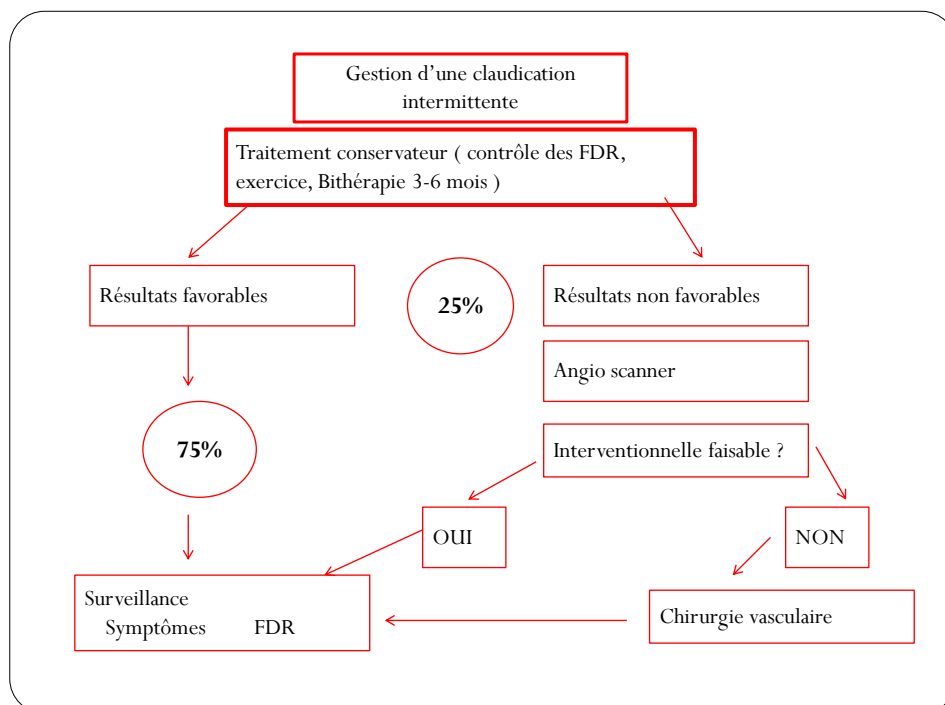 Gestion d'une claudication
intermittente
Traitement conservateur ( contrôle des FDR,
exercice, Bithérapie 3-6 mois )
Résultats favorables
25%
Résultats non favorables
Angio scanner
75%
Interventionnelle faisable ?
OUI
NON
Surveillance
Symptômes FDR
Chirurgie vasculaire